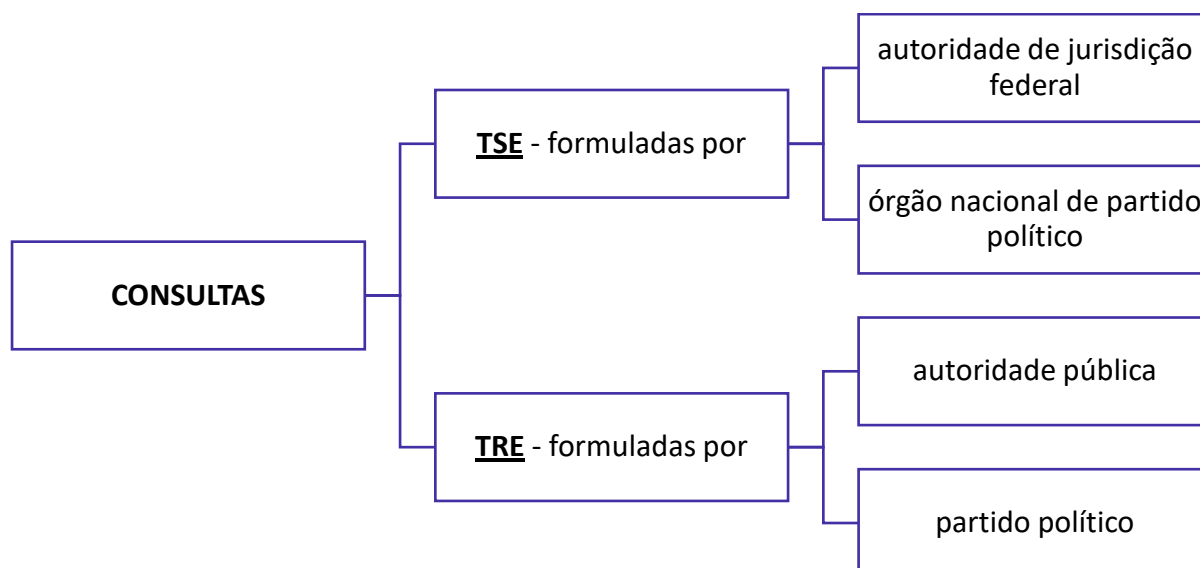 CONSULTAS
TSE - formuladas por
autoridade de jurisdição
federal
órgão nacional de partido
político
TRE - formuladas por
autoridade pública
partido político